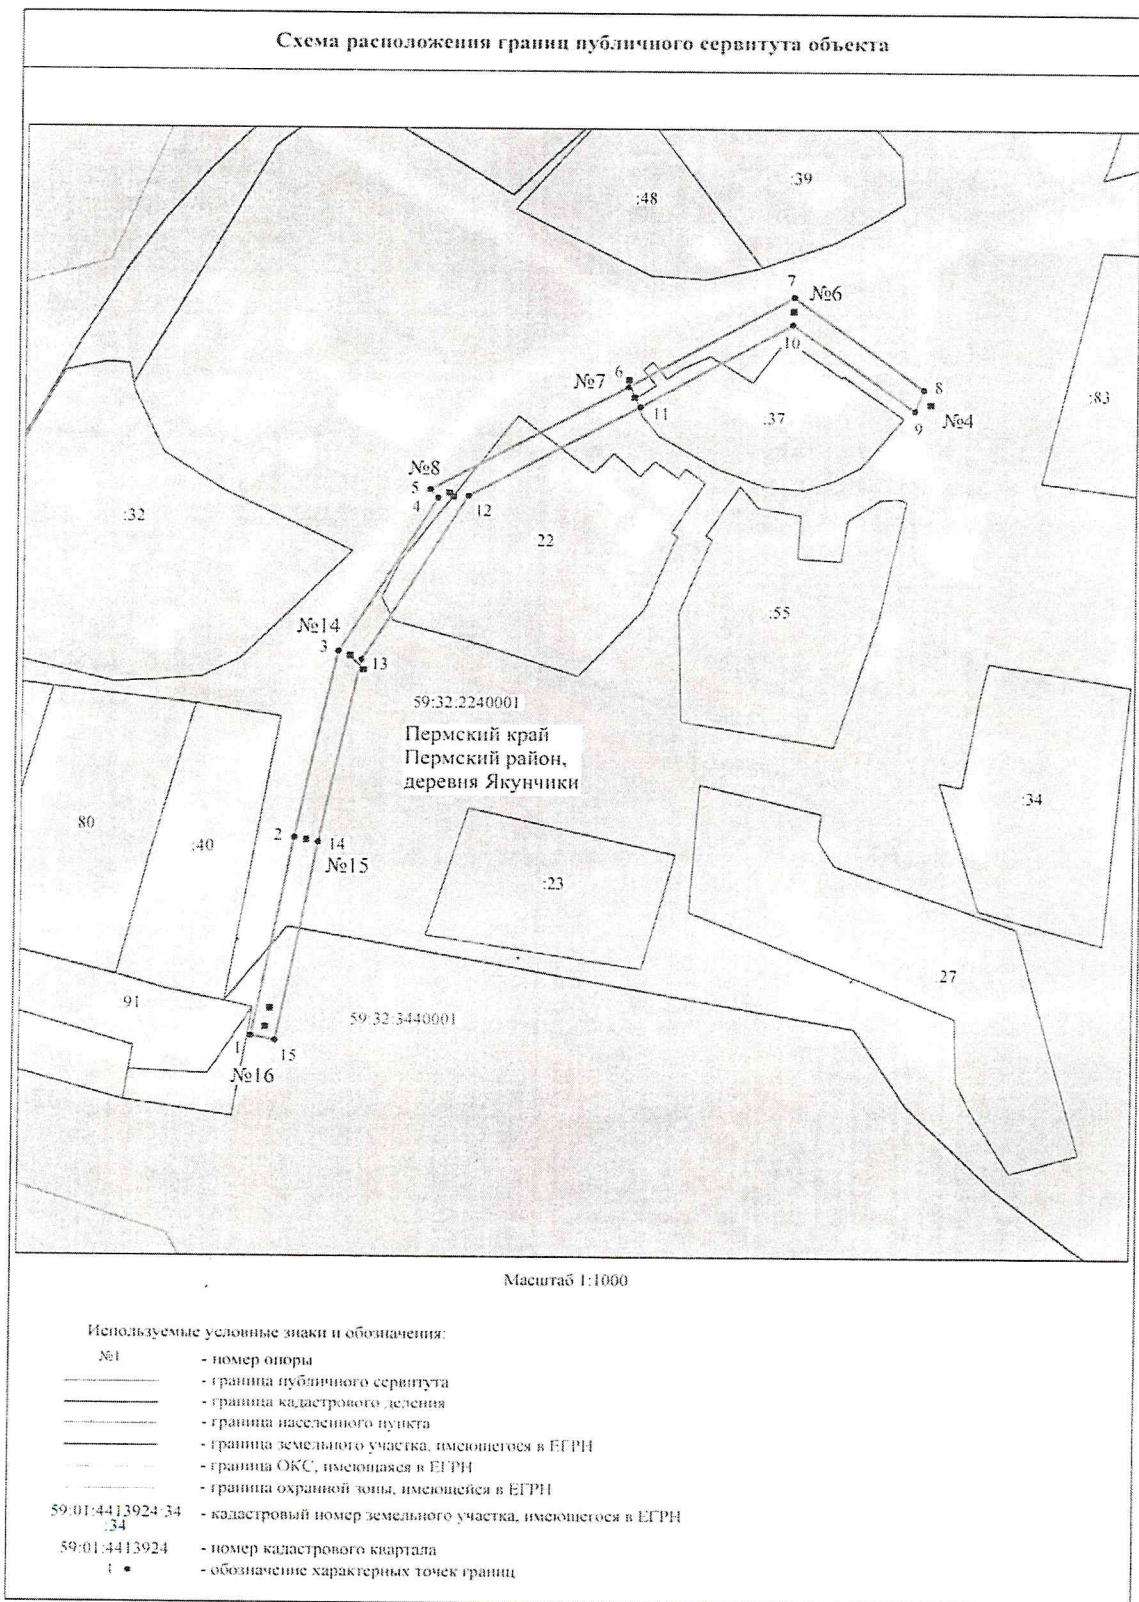 Схема расположения границ публичного сервитута объекта
:39
:48
7
№6
10
6
№7
11
8
:83
9
№4
:37
№8
5
4
12
:32
22
:55
№14
3
13
59:32:2240001
Пермский край
Пермский район,
деревня Якунчики
:34
80
:40
2
14
№15
:23
27
91
59:32:3440001
1
15
№16
Масштаб 1:1000
Используемые условные знаки и обозначения:
№1 - номер опоры
- граница публичного сервитута
- граница кадастрового деления
- граница населенного пункта
- граница земельного участка, имеющегося в ЕГРН
- граница ОКС, имеющаяся в ЕГРН
- граница охранной зоны, имеющейся в ЕГРН
59:01:4413924:34 - кадастровый номер земельного участка, имеющегося в ЕГРН
:34
59:01:4413924 - номер кадастрового квартала
1 - обозначение характерных точек границ